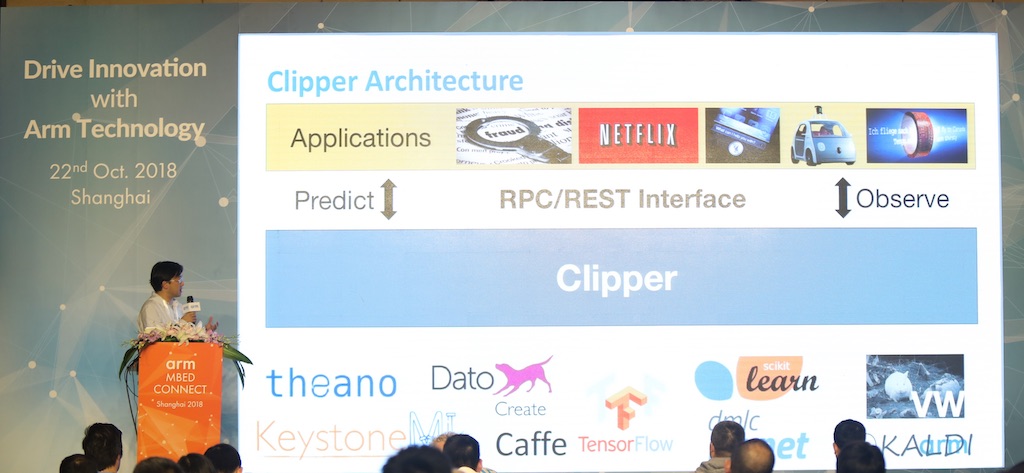 Drive Innovation
with
Arm Technology
22nd Oct. 2018
Shanghai
arm
MBED
CONNECT
Shanghai 2018
Clipper Architecture
Applications
fraud
NETFLIX
Ich fliege
Predict
RPC/REST Interface
Observe
Clipper
theano
Dato
Create
scikit
learn
VW
KeystoneML
Caffe
TensorFlow
dmlc
net
KALDI
arm